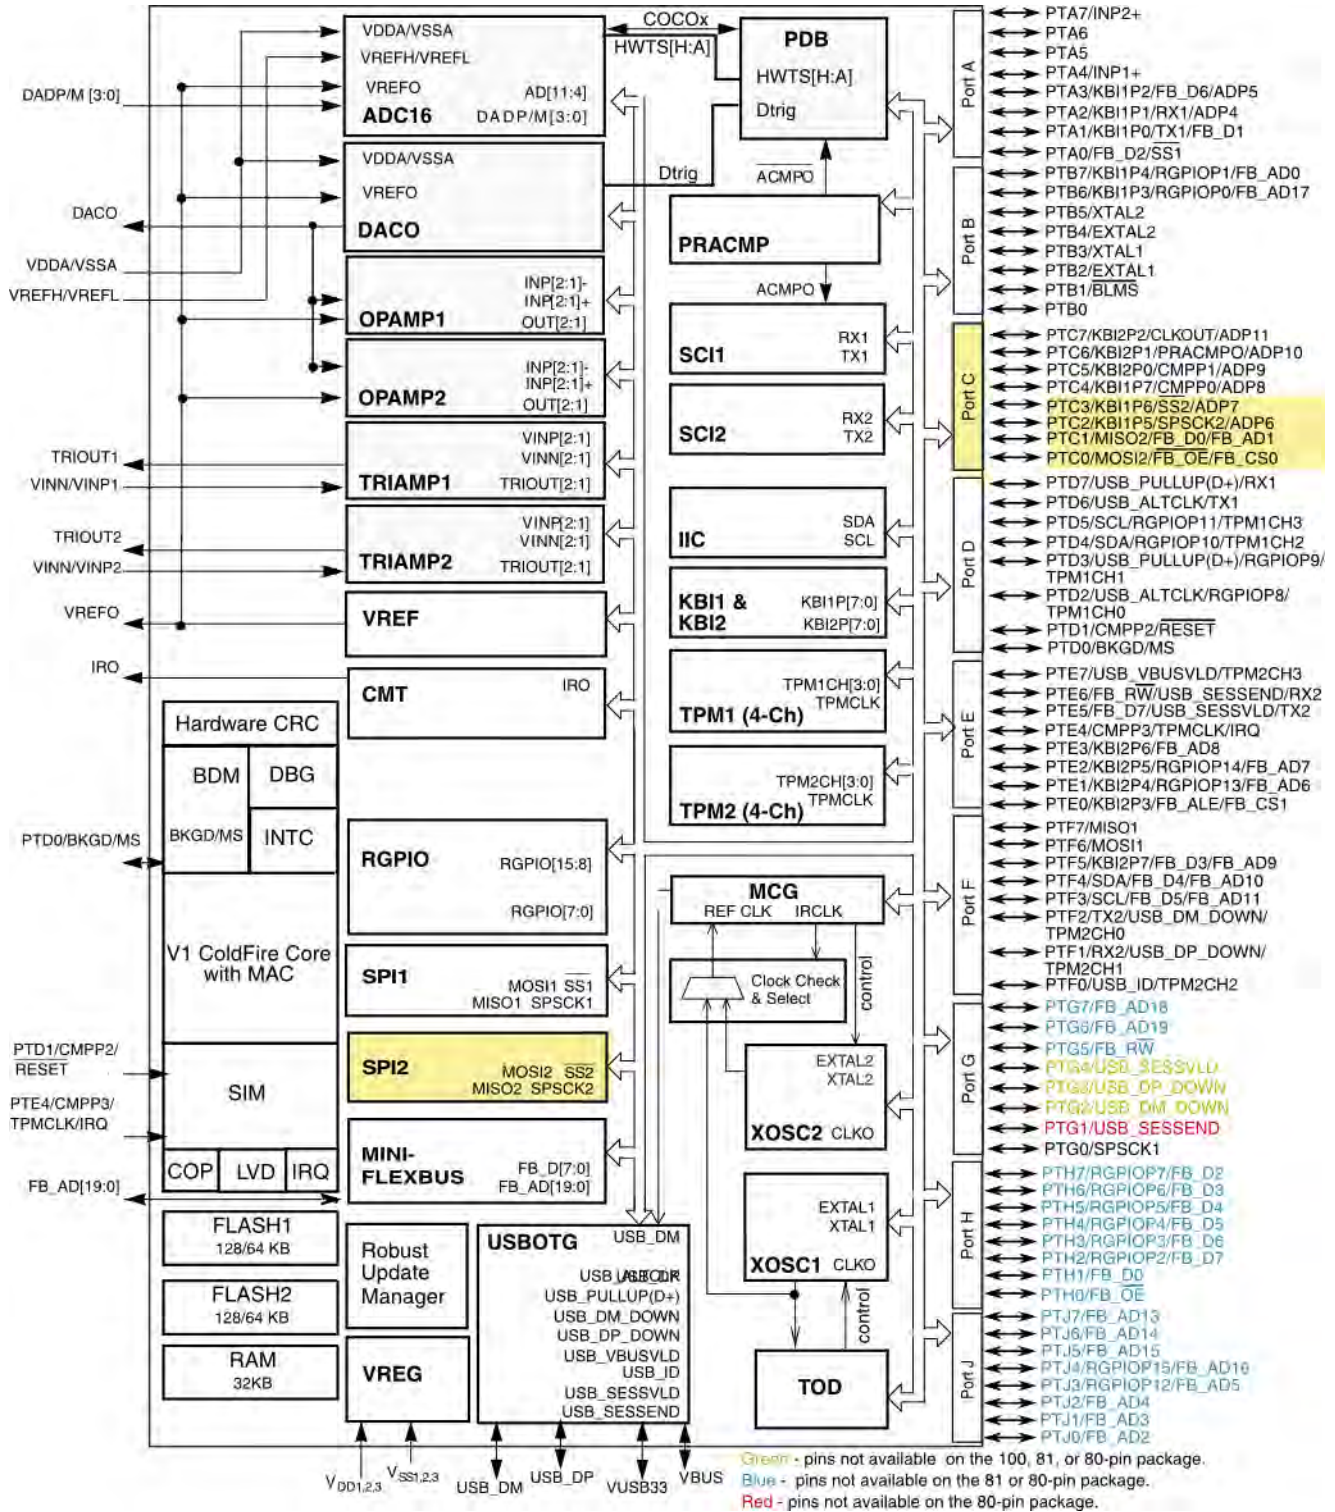 DADP/M [3:0]
DACO
VDDA/VSSA
VREFH/VREFL
TRIOUT1
VINN/VINP1
TRIOUT2
VINN/VINP2
VREFO
IRO
PTD0/BKGD/MS
PTD1/CMPP2/
RESET
PTE4/CMPP3/
TPMCLK/IRQ
FB_AD[19:0]
VDDA/VSSA
VREFH/VREFL
VREFO
AD[11:4]
ADC16
DADP/M[3:0]
VDDA/VSSA
VREFO
DACO
INP[2:1]-
INP[2:1]+
OPAMP1
OUT[2:1]
INP[2:1]-
INP[2:1]+
OPAMP2
OUT[2:1]
VINP[2:1]
VINN[2:1]
TRIAMP1
TRIOUT[2:1]
VINP[2:1]
VINN[2:1]
TRIAMP2
TRIOUT[2:1]
VREF
CMT
IRO
Hardware CRC
BDM
DBG
BKGD/MS
INTC
V1 ColdFire Core
with MAC
SIM
COP
LVD
IRQ
FLASH1
128/64 KB
FLASH2
128/64 KB
RAM
32KB
RGPIO
RGPIO[15:8]
RGPIO[7:0]
SPI1
MOSI1 SS1
MISO1 SPSCK1
SPI2
MOSI2 SS2
MISO2 SPSCK2
MINI-
FLEXBUS
FB_D[7:0]
FB_AD[19:0]
Robust
Update
Manager
VREG
USBOTG
USB_DM
USB_PULLUP(D+)
USB_DM_DOWN
USB_DP_DOWN
USB_VBUSVLD
USB_ID
USB_SESSVLD
USB_SESSEND
VDD1,2,3
VSS1,2,3
USB_DM
USB_DP
VUSB33
VBUS
COCOx
HWTS[H:A]
PDB
HWTS[H:A]
Dtrig
Dtrig
ACMPO
PRACMP
ACMPO
SCI1
RX1
TX1
SCI2
RX2
TX2
IIC
SDA
SCL
KBI1 &
KBI2
KBI1P[7:0]
KBI2P[7:0]
TPM1CH[3:0]
TPMCLK
TPM1 (4-Ch)
TPM2CH[3:0]
TPMCLK
TPM2 (4-Ch)
MCG
REF CLK
IRCLK
Clock Check
& Select
control
EXTAL2
XTAL2
XOSC2
CLKO
EXTAL1
XTAL1
XOSC1
CLKO
control
TOD
Port A
PTA7/INP2+
PTA6
PTA5
PTA4/INP1+
PTA3/KBI1P2/FB_D6/ADP5
PTA2/KBI1P1/RX1/ADP4
PTA1/KBI1P0/TX1/FB_D1
PTA0/FB_D2/SS1
Port B
PTB7/KBI1P4/RGPIOP1/FB_AD0
PTB6/KBI1P3/RGPIOP0/FB_AD17
PTB5/XTAL2
PTB4/EXTAL2
PTB3/XTAL1
PTB2/EXTAL1
PTB1/BLMS
PTB0
Port C
PTC7/KBI2P2/CLKOUT/ADP11
PTC6/KBI2P1/PRACMPO/ADP10
PTC5/KBI2P0/CMPP1/ADP9
PTC4/KBI1P7/CMPP0/ADP8
PTC3/KBI1P6/SS2/ADP7
PTC2/KBI1P5/SPSCK2/ADP6
PTC1/MISO2/FB_D0/FB_AD1
PTC0/MOSI2/FB_OE/FB_CS0
Port D
PTD7/USB_PULLUP(D+)/RX1
PTD6/USB_ALTCLK/TX1
PTD5/SCL/RGPIOP11/TPM1CH3
PTD4/SDA/RGPIOP10/TPM1CH2
PTD3/USB_PULLUP(D+)/RGPIOP9/
TPM1CH1
PTD2/USB_ALTCLK/RGPIOP8/
TPM1CH0
PTD1/CMPP2/RESET
PTD0/BKGD/MS
Port E
PTE7/USB_VBUSVLD/TPM2CH3
PTE6/FB_RW/USB_SESSEND/RX2
PTE5/FB_D7/USB_SESSVLD/TX2
PTE4/CMPP3/TPMCLK/IRQ
PTE3/KBI2P6/FB_AD8
PTE2/KBI2P5/RGPIOP14/FB_AD7
PTE1/KBI2P4/RGPIOP13/FB_AD6
PTE0/KBI2P3/FB_ALE/FB_CS1
Port F
PTF7/MISO1
PTF6/MOSI1
PTF5/KBI2P7/FB_D3/FB_AD9
PTF4/SDA/FB_D4/FB_AD10
PTF3/SCL/FB_D5/FB_AD11
PTF2/TX2/USB_DM_DOWN/
TPM2CH0
PTF1/RX2/USB_DP_DOWN/
TPM2CH1
PTF0/USB_ID/TPM2CH2
Port G
PTG7/FB_AD18
PTG6/FB_AD19
PTG5/FB_RW
PTG4/USB_SESSVLD
PTG3/USB_DP_DOWN
PTG2/USB_DM_DOWN
PTG1/USB_SESSEND
PTG0/SPSCK1
Port H
PTH7/RGPIOP7/FB_D2
PTH6/RGPIOP6/FB_D3
PTH5/RGPIOP5/FB_D4
PTH4/RGPIOP4/FB_D5
PTH3/RGPIOP3/FB_D6
PTH2/RGPIOP2/FB_D7
PTH1/FB_D0
PTH0/FB_OE
Port J
PTJ7/FB_AD13
PTJ6/FB_AD14
PTJ5/FB_AD15
PTJ4/RGPIOP15/FB_AD16
PTJ3/RGPIOP12/FB_AD5
PTJ2/FB_AD4
PTJ1/FB_AD3
PTJ0/FB_AD2
Green - pins not available on the 100, 81, or 80-pin package.
Blue - pins not available on the 81 or 80-pin package.
Red - pins not available on the 80-pin package.